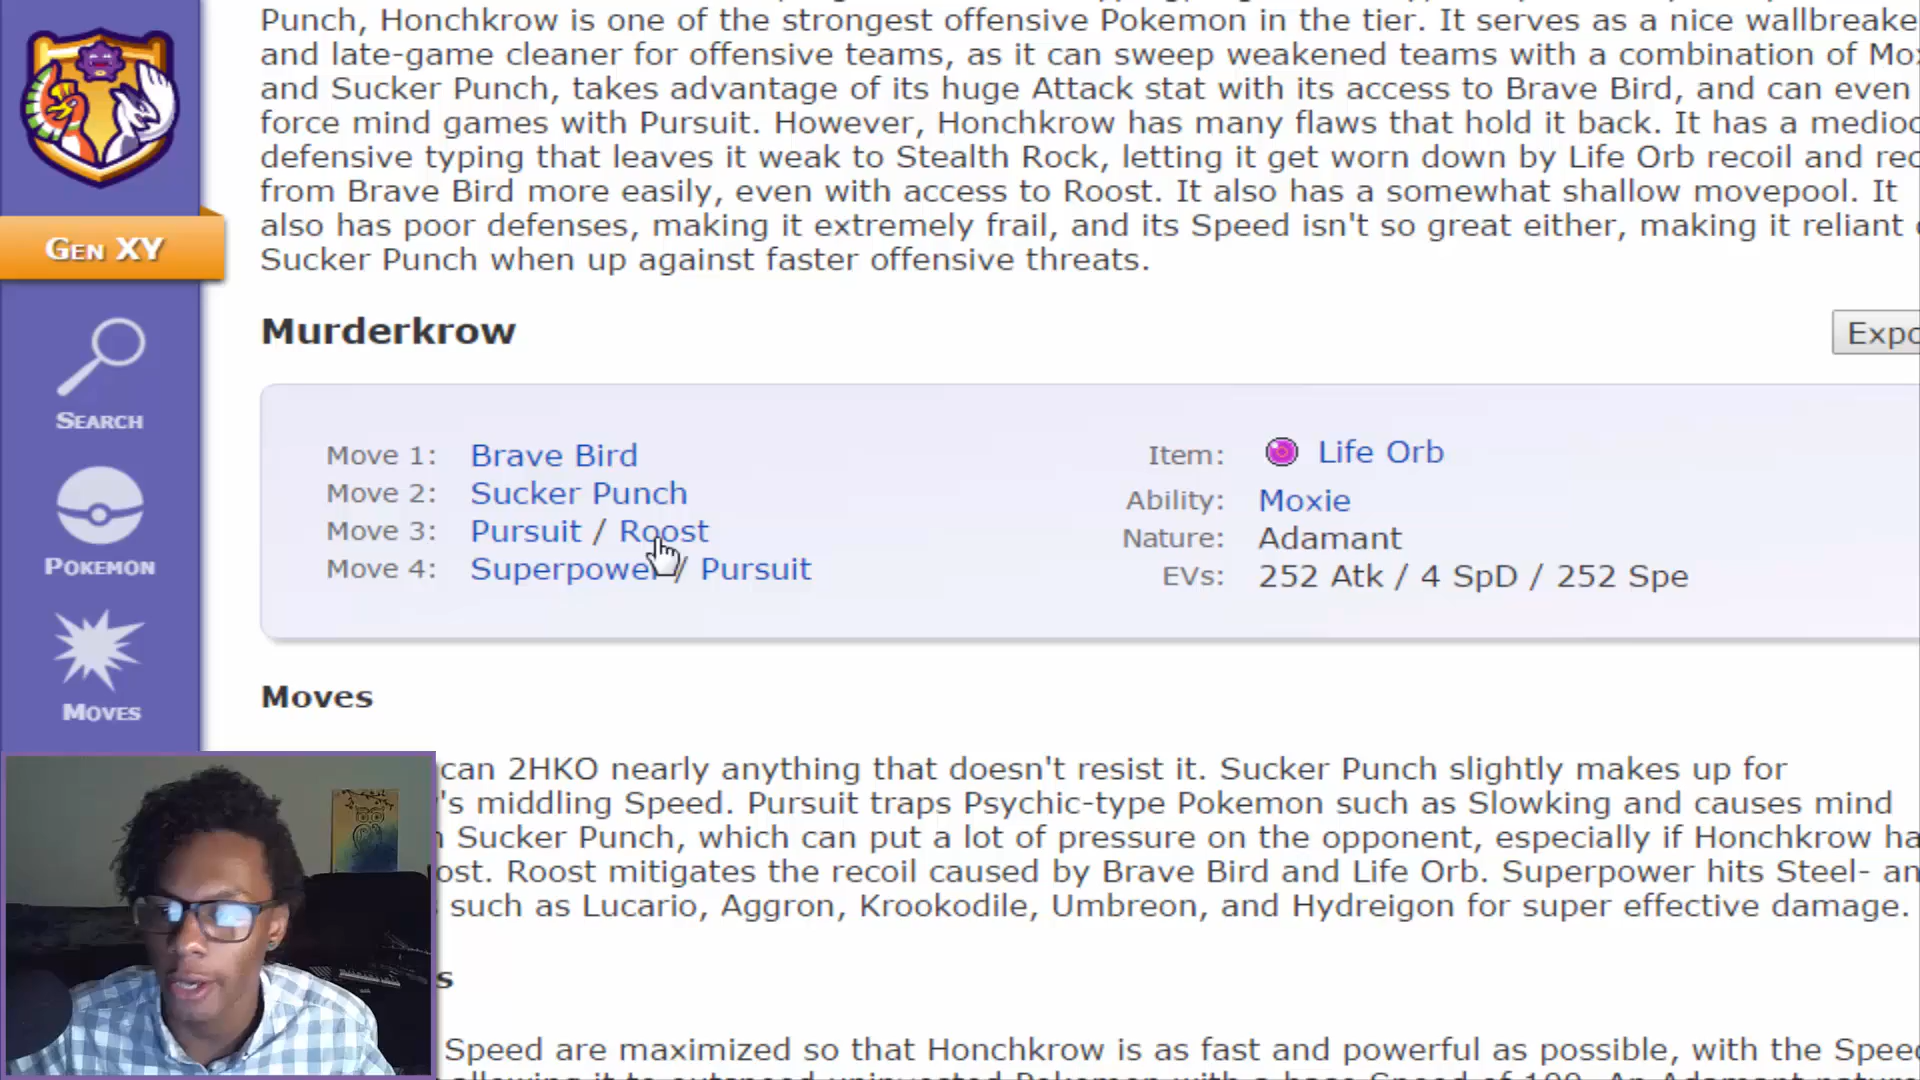 Punch, Honchkrow is one of the strongest offensive Pokemon in the tier. It serves as a nice wallbreake
and late-game cleaner for offensive teams, as it can sweep weakened teams with a combination of Mox
and Sucker Punch, takes advantage of its huge Attack stat with its access to Brave Bird, and can even
force mind games with Pursuit. However, Honchkrow has many flaws that hold it back. It has a medioc
defensive typing that leaves it weak to Stealth Rock, letting it get worn down by Life Orb recoil and rec
from Brave Bird more easily, even with access to Roost. It also has a somewhat shallow movepool. It
also has poor defenses, making it extremely frail, and its Speed isn't so great either, making it reliant
Sucker Punch when up against faster offensive threats.
GEN XY
Murderkrow
Expo
SEARCH
Move 1: Brave Bird
Move 2: Sucker Punch
Move 3: Pursuit / Roost
Move 4: Superpower / Pursuit
Item: Life Orb
Ability: Moxie
Nature: Adamant
EVs: 252 Atk / 4 SpD / 252 Spe
POKEMON
MOVES
Moves
can 2HKO nearly anything that doesn't resist it. Sucker Punch slightly makes up for
's middling Speed. Pursuit traps Psychic-type Pokemon such as Slowking and causes mind
Sucker Punch, which can put a lot of pressure on the opponent, especially if Honchkrow ha
ost. Roost mitigates the recoil caused by Brave Bird and Life Orb. Superpower hits Steel- an
such as Lucario, Aggron, Krookodile, Umbreon, and Hydreigon for super effective damage.
s
Speed are maximized so that Honchkrow is as fast and powerful as possible, with the Spee